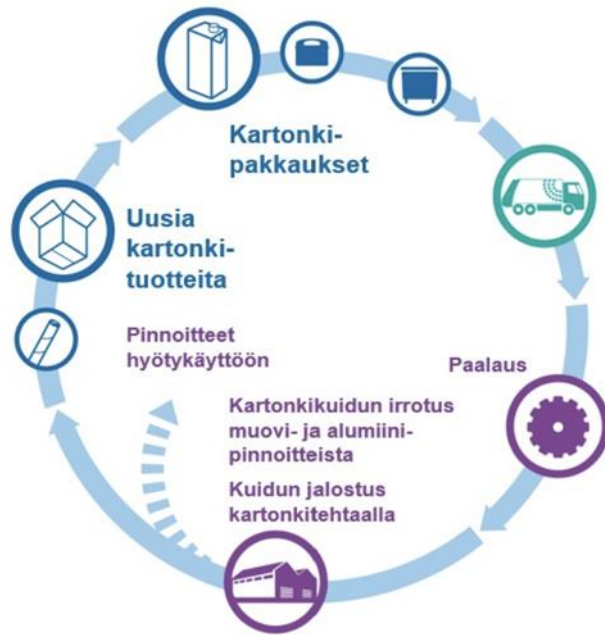 Kartonki-
pakkaukset
Uusia
kartonki-
tuotteita
Pinnoitteet
hyötykäyttöön
Paalaus
Kartonkikuidun irrotus
muovi- ja alumiini-
pinnoitteista
Kuidun jalostus
kartonkitehtaalla